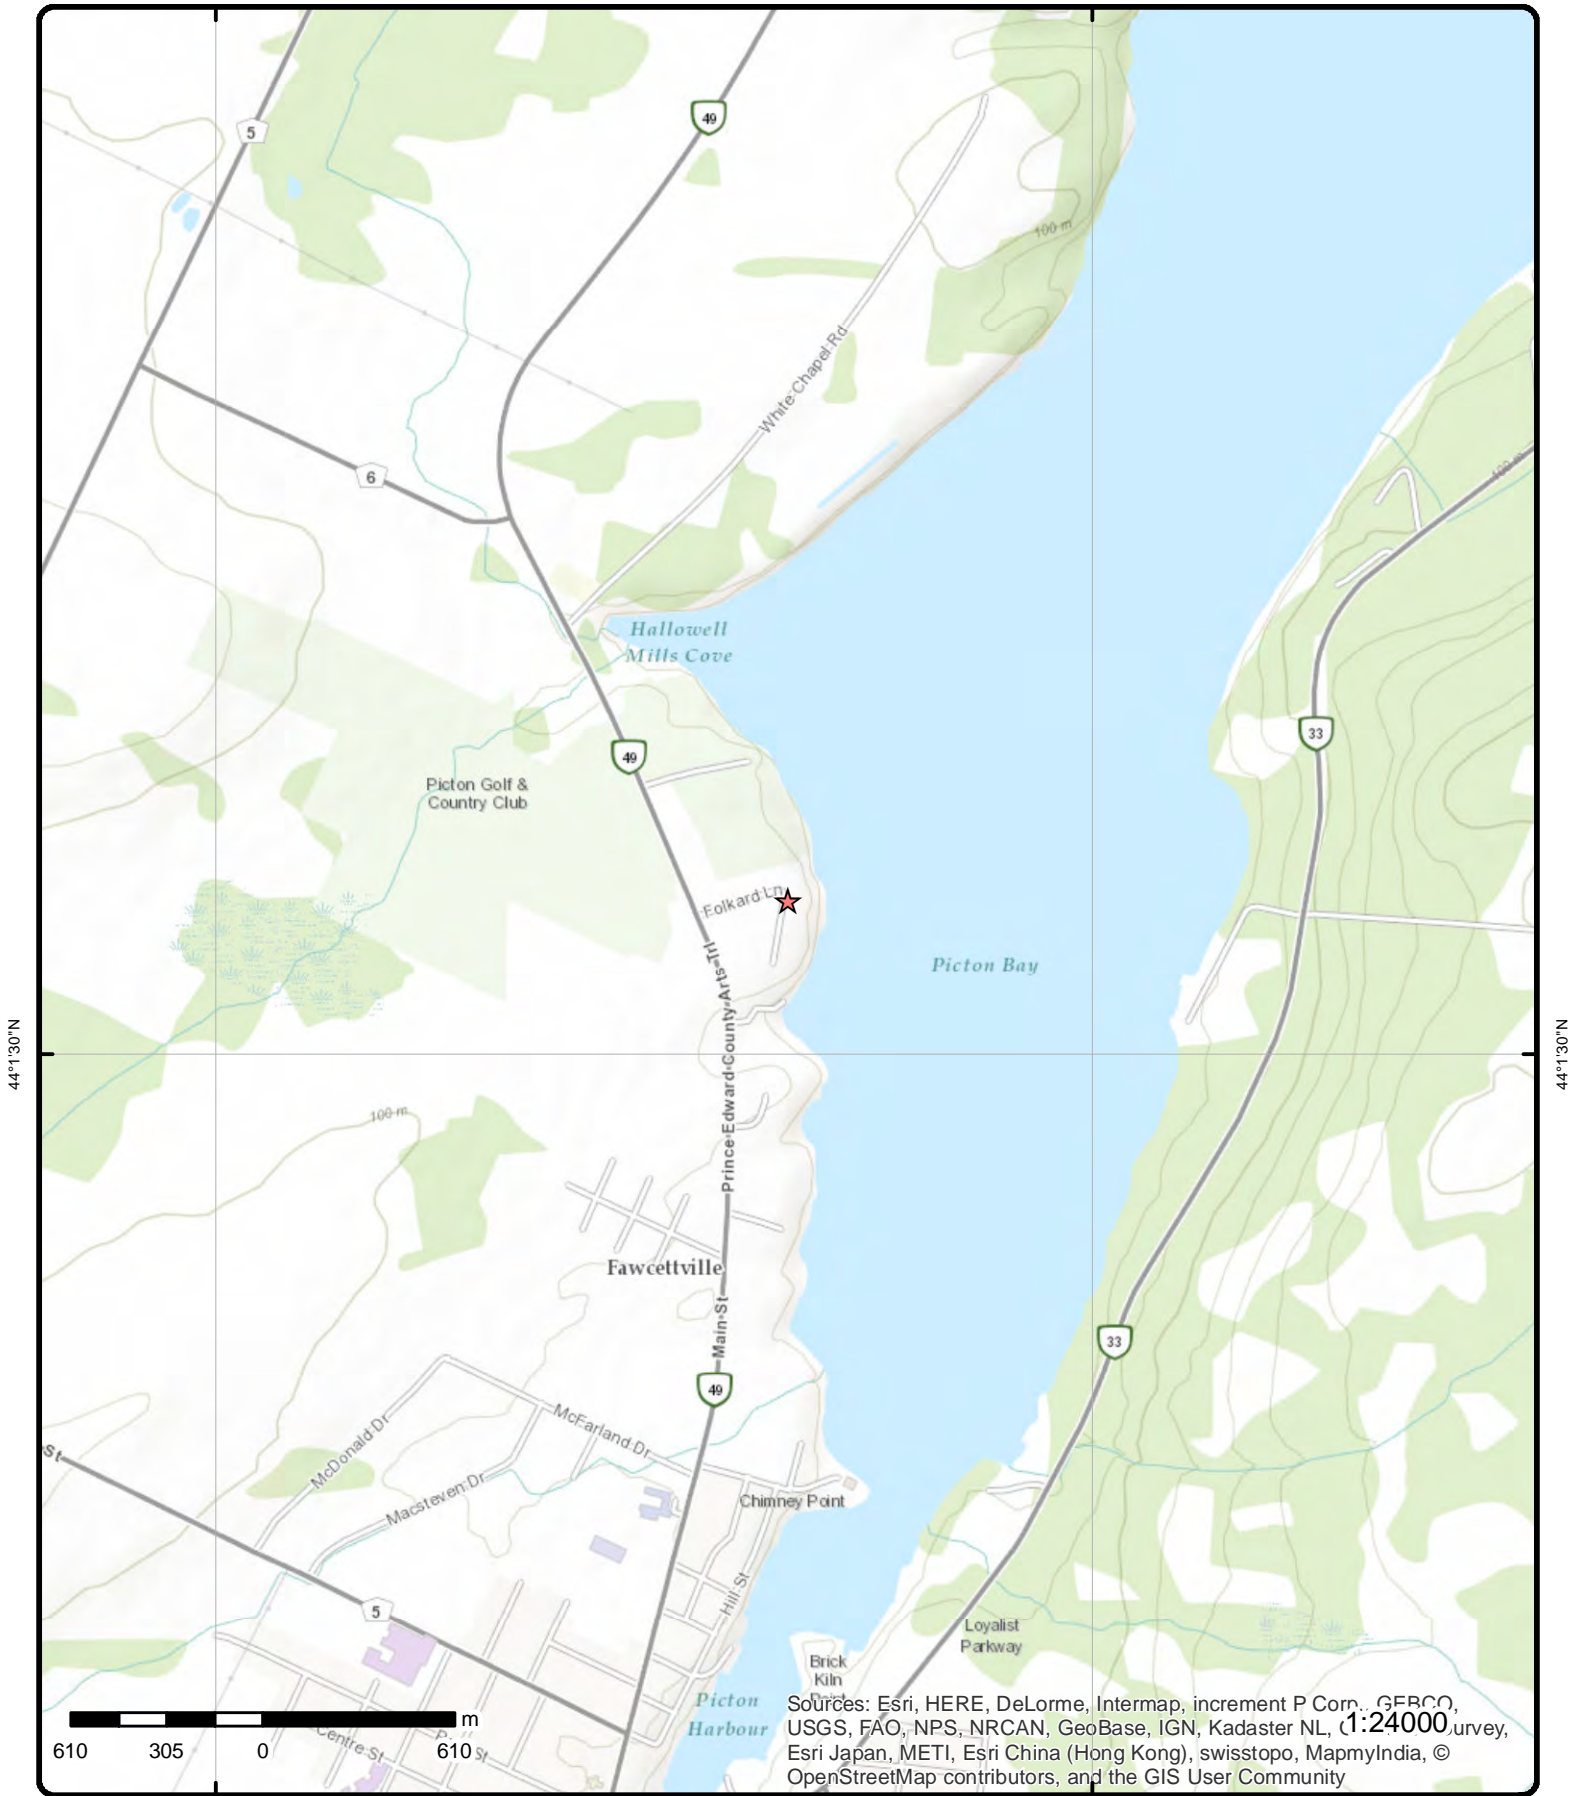 49
5
100 m
White Chapel Rd
100 m
6
Hallowell
Mills Cove
33
49
Picton Golf &
Country Club
Folkard Ln
Picton Bay
Prince Edward County Arts Trl
44°1'30"N
44°1'30"N
100 m
Fawcettville
Main St
33
49
McFarland Dr
McDonald Dr
St
Macsteven Dr
Chimney Point
Hill St
5
Loyalist
Parkway
Brick
Kiln
Picton
Harbour
Centre St
St
m
610 305 0 610
Sources: Esri, HERE, DeLorme, Intermap, increment P Corp., GEBCO,
USGS, FAO, NPS, NRCAN, GeoBase, IGN, Kadaster NL,
1:24000
Esri Japan, METI, Esri China (Hong Kong), swisstopo, MapmyIndia, ©
OpenStreetMap contributors, and the GIS User Community